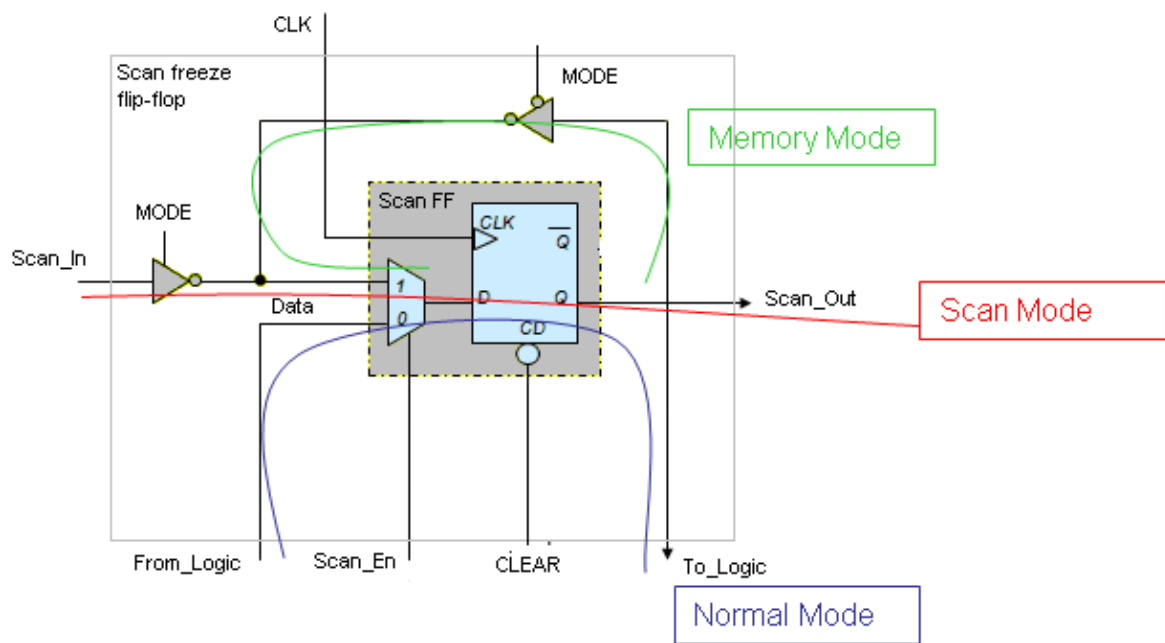 CLK
Scan freeze
flip-flop
MODE
Memory Mode
Scan FF
MODE
CLK
Q
Scan_In
1
D
Q
Scan_Out
Scan Mode
Data
0
CD
From_Logic
Scan_En
CLEAR
To_Logic
Normal Mode